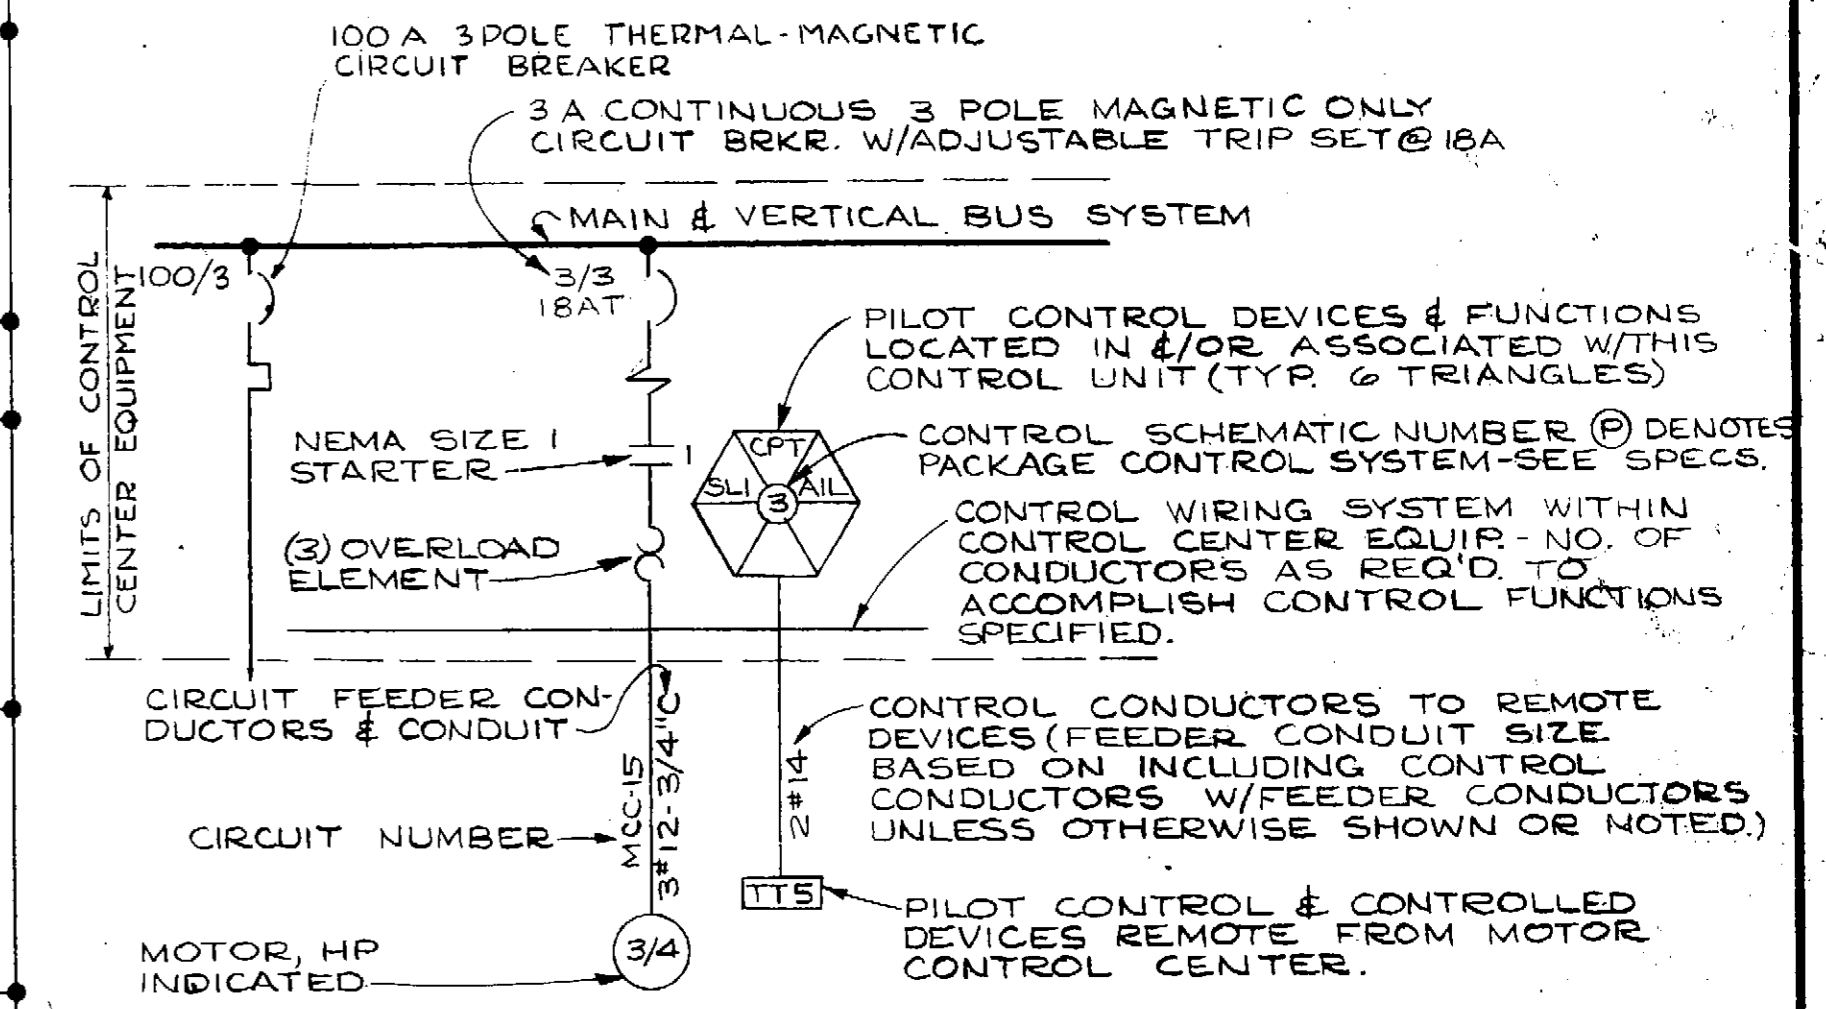 100 A 3 POLE THERMAL-MAGNETIC
CIRCUIT BREAKER
3 A CONTINUOUS 3 POLE MAGNETIC ONLY
CIRCUIT BRKR. W/ADJUSTABLE TRIP SET @ 18A
MAIN & VERTICAL BUS SYSTEM
100/3
3/3
18AT
LIMITS OF CONTROL
CENTER EQUIPMENT
PILOT CONTROL DEVICES & FUNCTIONS
LOCATED IN &/OR ASSOCIATED W/THIS
CONTROL UNIT (TYP. 6 TRIANGLES)
NEMA SIZE 1
STARTER
1
CPT
SLI
3
AIL
CONTROL SCHEMATIC NUMBER Ⓟ DENOTES
PACKAGE CONTROL SYSTEM-SEE SPECS.
(3) OVERLOAD
ELEMENT
CONTROL WIRING SYSTEM WITHIN
CONTROL CENTER EQUIP. - NO. OF
CONDUCTORS AS REQ'D. TO
ACCOMPLISH CONTROL FUNCTIONS
SPECIFIED.
CIRCUIT FEEDER CON-
DUCTORS & CONDUIT
MCC-15
3#12-3/4"C
2#14
CONTROL CONDUCTORS TO REMOTE
DEVICES (FEEDER CONDUIT SIZE
BASED ON INCLUDING CONTROL
CONDUCTORS W/FEEDER CONDUCTORS
UNLESS OTHERWISE SHOWN OR NOTED.)
CIRCUIT NUMBER
TT5
PILOT CONTROL & CONTROLLED
DEVICES REMOTE FROM MOTOR
CONTROL CENTER.
MOTOR, HP
INDICATED
3/4